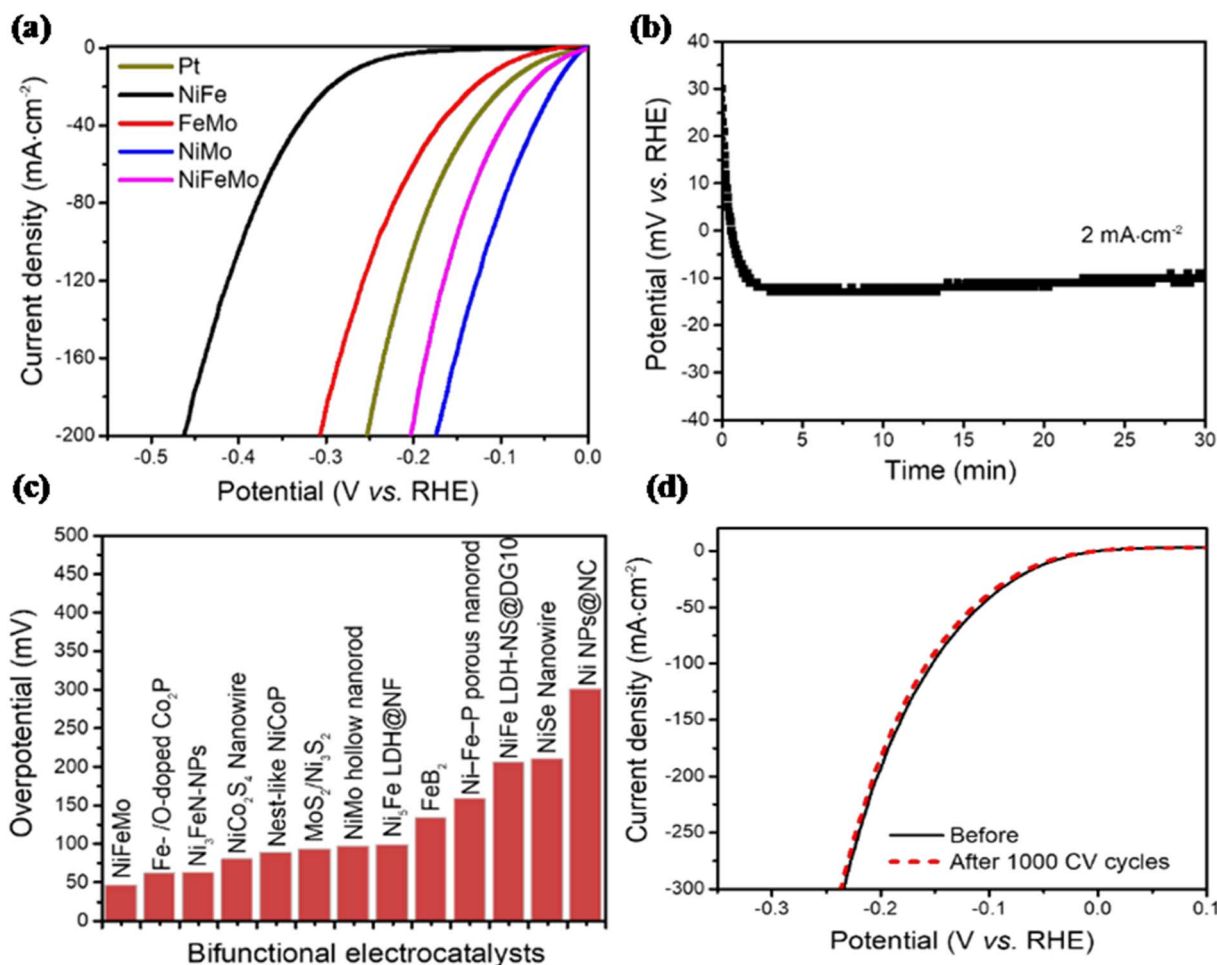 (a)
0
-40
-80
-120
-160
-200
Current density (mA·cm⁻²)
Pt
NiFe
FeMo
NiMo
NiFeMo
-0.5
-0.4
-0.3
-0.2
-0.1
0.0
Potential (V vs. RHE)
(b)
40
30
20
10
0
-10
-20
-30
-40
Potential (mV vs. RHE)
2 mA·cm⁻²
0
5
10
15
20
25
30
Time (min)
(c)
500
450
400
350
300
250
200
150
100
50
0
Overpotential (mV)
NiFeMo
Fe- /O-doped Co₂P
Ni₃FeN-NPs
NiCo₂S₄ Nanowire
Nest-like NiCoP
MoS₂/Ni₃S₂
NiMo hollow nanorod
Ni₅Fe LDH@NF
FeB₂
Ni–Fe–P porous nanorod
NiFe LDH-NS@DG10
NiSe Nanowire
Ni NPs@NC
Bifunctional electrocatalysts
(d)
0
-50
-100
-150
-200
-250
-300
Current density (mA·cm⁻²)
Before
After 1000 CV cycles
-0.3
-0.2
-0.1
0.0
0.1
Potential (V vs. RHE)